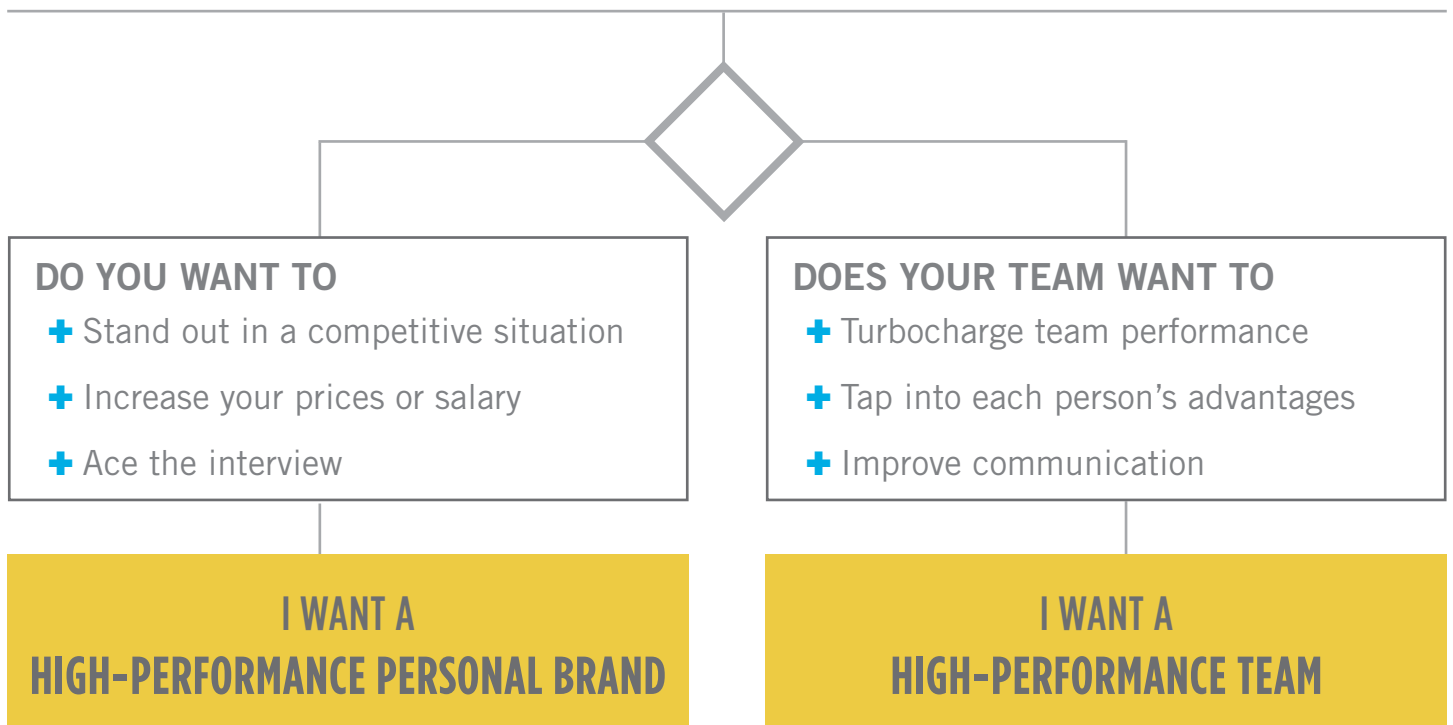 DO YOU WANT TO
+ Stand out in a competitive situation
+ Increase your prices or salary
+ Ace the interview
I WANT A
HIGH-PERFORMANCE PERSONAL BRAND
DOES YOUR TEAM WANT TO
+ Turbocharge team performance
+ Tap into each person’s advantages
+ Improve communication
I WANT A
HIGH-PERFORMANCE TEAM